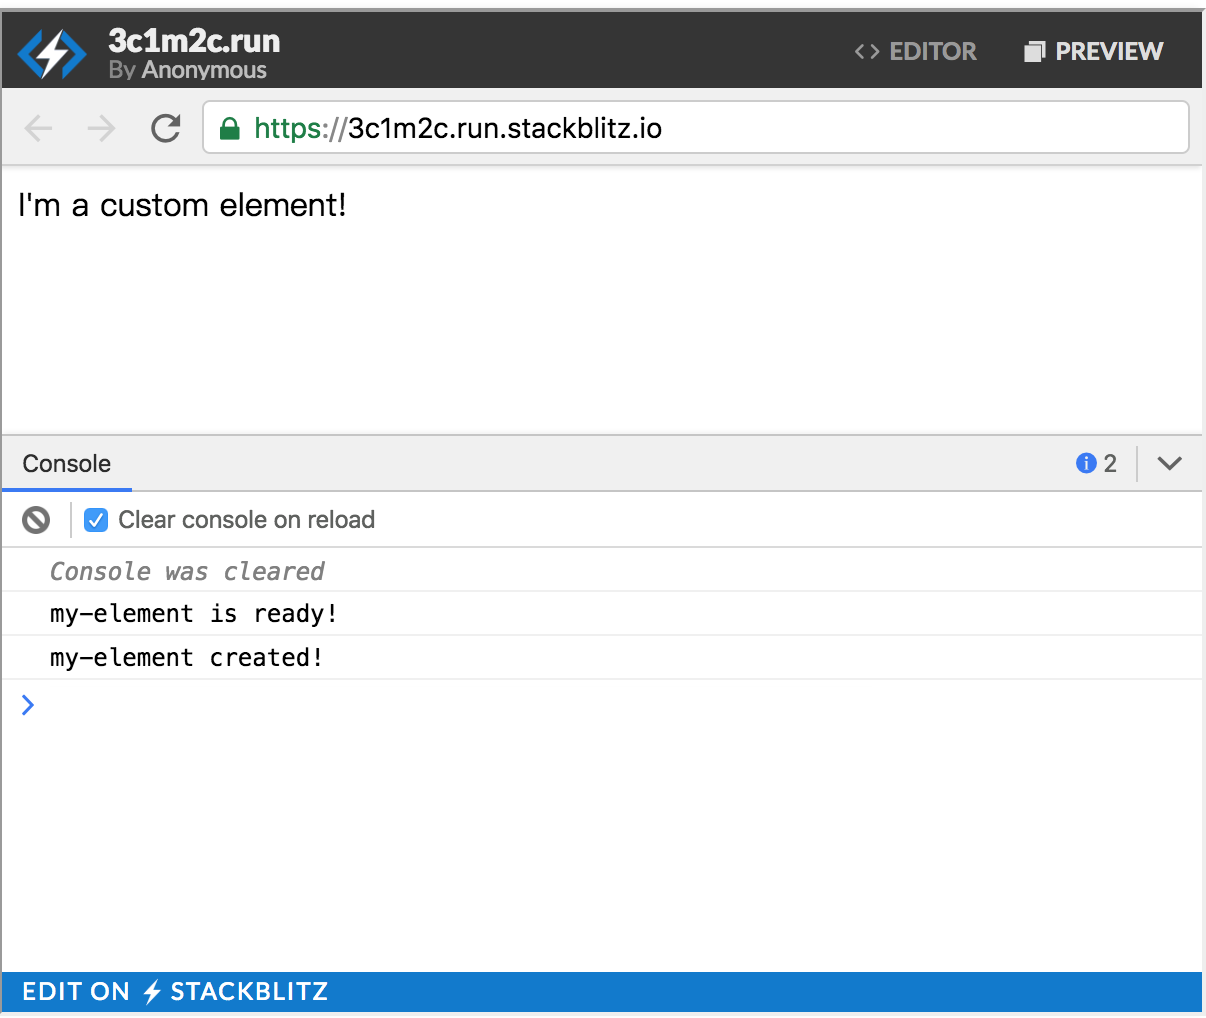 3c1m2c.run
By Anonymous
<> EDITOR
PREVIEW
https://3c1m2c.run.stackblitz.io
I'm a custom element!
Console
2
Clear console on reload
Console was cleared
my-element is ready!
my-element created!
>
EDIT ON STACKBLITZ